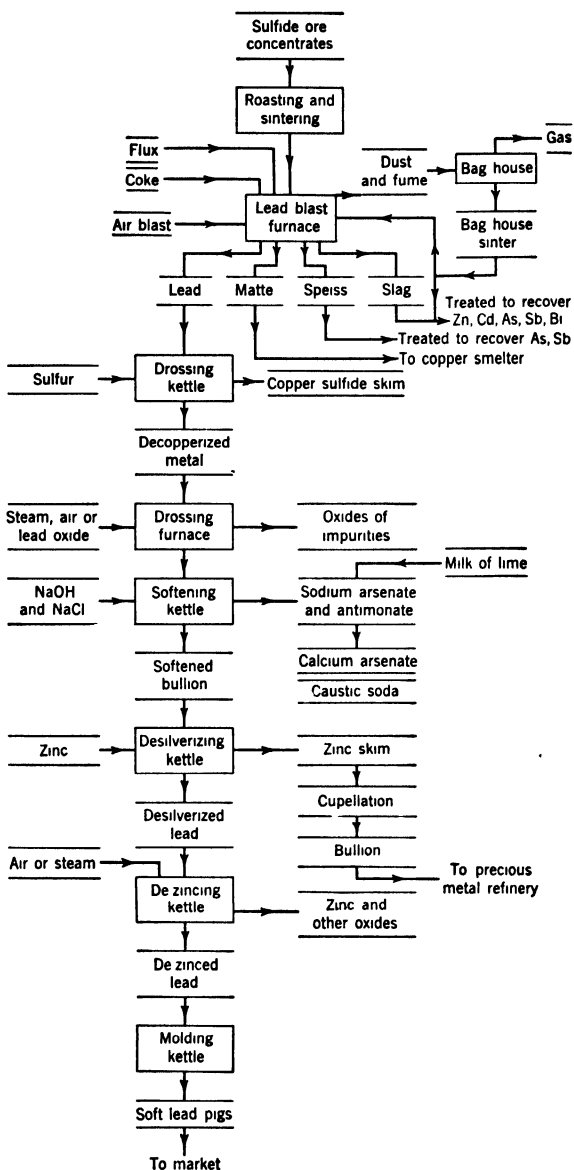 Sulfide ore
concentrates
Roasting and
sintering
Flux
Coke
Air blast
Lead blast
furnace
Dust
and fume
Bag house
Gas
Bag house
sinter
Lead
Matte
Speiss
Slag
Treated to recover
Zn, Cd, As, Sb, Bi
Treated to recover As, Sb
To copper smelter
Sulfur
Drossing
kettle
Copper sulfide skim
Decopperized
metal
Steam, air or
lead oxide
Drossing
furnace
Oxides of
impurities
Milk of lime
NaOH
and NaCl
Softening
kettle
Sodium arsenate
and antimonate
Calcium arsenate
Caustic soda
Softened
bullion
Zinc
Desilverizing
kettle
Zinc skim
Cupellation
Bullion
To precious
metal refinery
Desilverized
lead
Air or steam
De zincing
kettle
Zinc and
other oxides
De zinced
lead
Molding
kettle
Soft lead pigs
To market